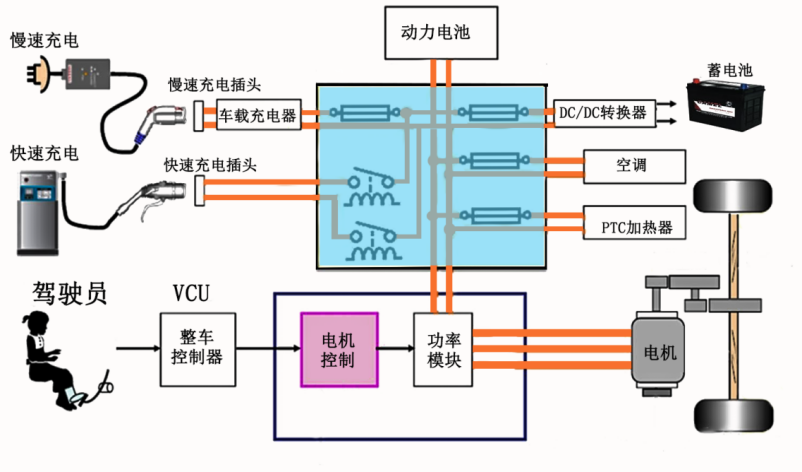 动力电池
慢速充电
慢速充电插头
车载充电器
DC/DC转换器
蓄电池
快速充电
快速充电插头
空调
PTC加热器
驾驶员
VCU
整车
控制器
电机
控制
功率
模块
电机